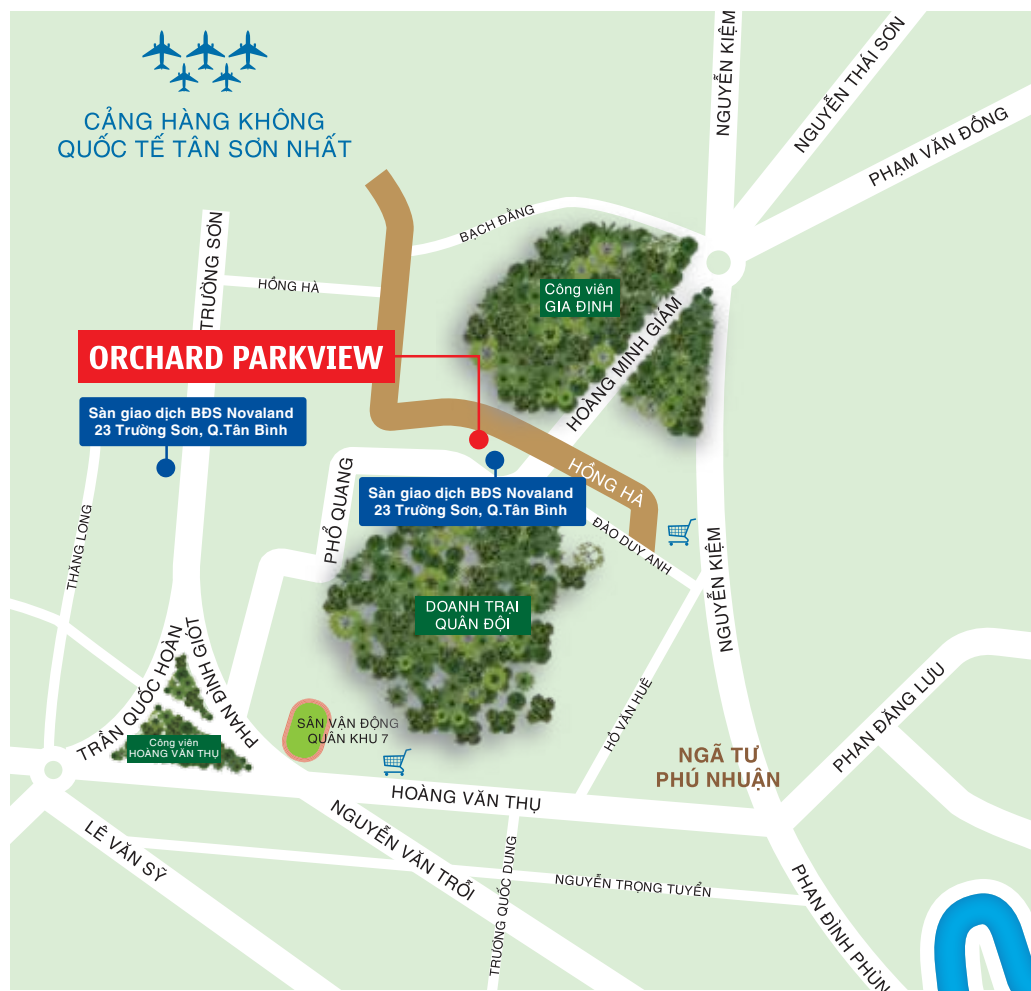 CẢNG HÀNG KHÔNG
QUỐC TẾ TÂN SƠN NHẤT
NGUYỄN KIỆM
NGUYỄN THÁI SƠN
PHẠM VĂN ĐỒNG
BẠCH ĐẰNG
TRƯỜNG SƠN
HỒNG HÀ
Công viên
GIA ĐỊNH
HOÀNG MINH GIÁM
ORCHARD PARKVIEW
Sàn giao dịch BĐS Novaland
23 Trường Sơn, Q.Tân Bình
PHỔ QUANG
HỒNG HÀ
Sàn giao dịch BĐS Novaland
23 Trường Sơn, Q.Tân Bình
THĂNG LONG
ĐÀO DUY ANH
NGUYỄN KIỆM
DOANH TRẠI
QUÂN ĐỘI
TRẦN QUỐC HOÀN
PHAN ĐÌNH GIÓT
Công viên
HOÀNG VĂN THỤ
SÂN VẬN ĐỘNG
QUÂN KHU 7
HỒ VĂN HUÊ
NGÃ TƯ
PHÚ NHUẬN
PHAN ĐĂNG LƯU
HOÀNG VĂN THỤ
LÊ VĂN SỸ
NGUYỄN VĂN TRỖI
TRƯƠNG QUỐC DUNG
NGUYỄN TRỌNG TUYỂN
PHAN ĐÌNH PHÙN